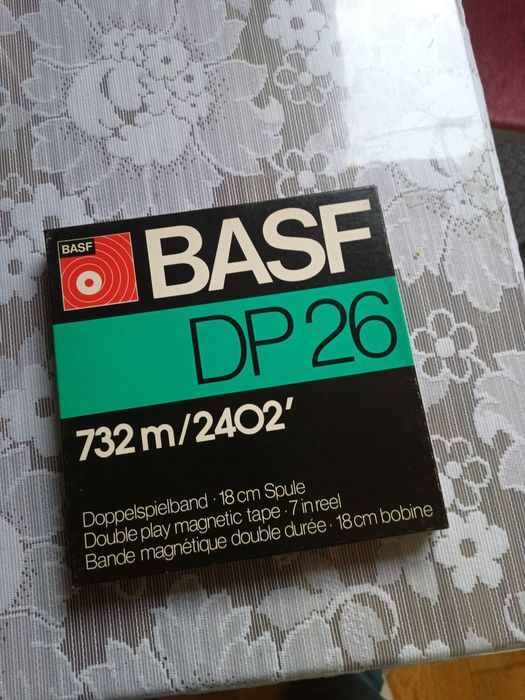 BASF
BASF
DP 26
732 m/2402'
Doppelspielband · 18 cm Spule
Double play magnetic tape · 7 in reel
Bande magnétique double durée · 18 cm bobine